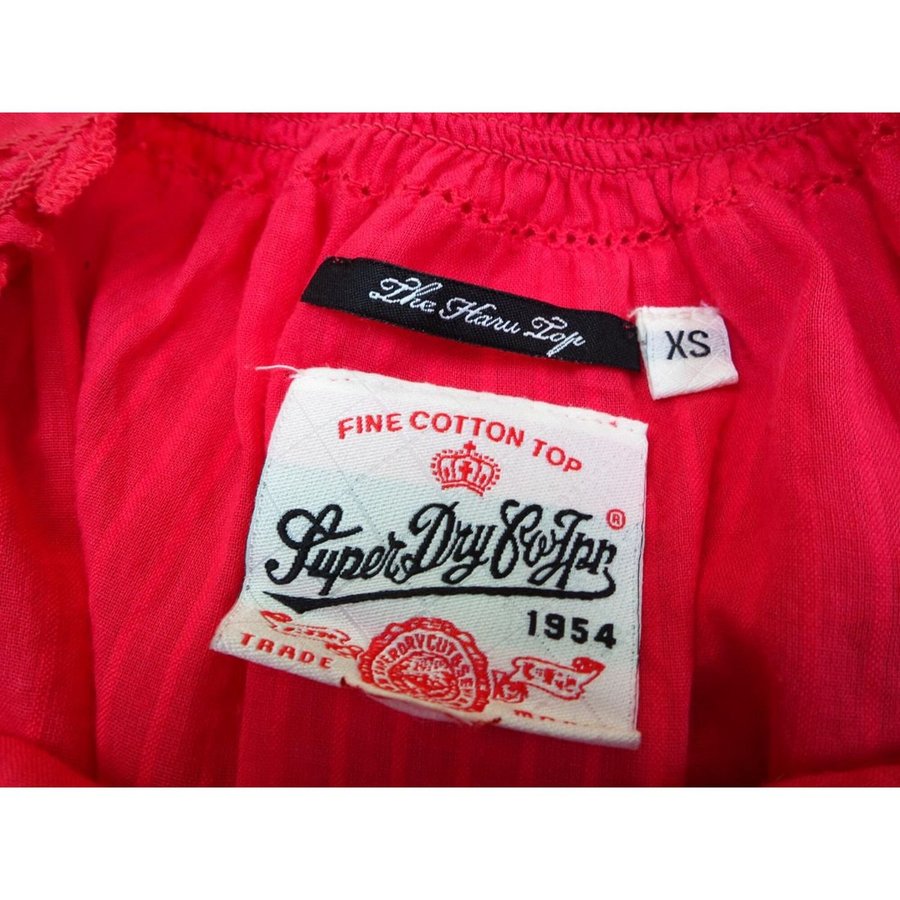 The Haru Top
XS
FINE COTTON TOP
SuperDry Co Jpn ®
1954
TRADE